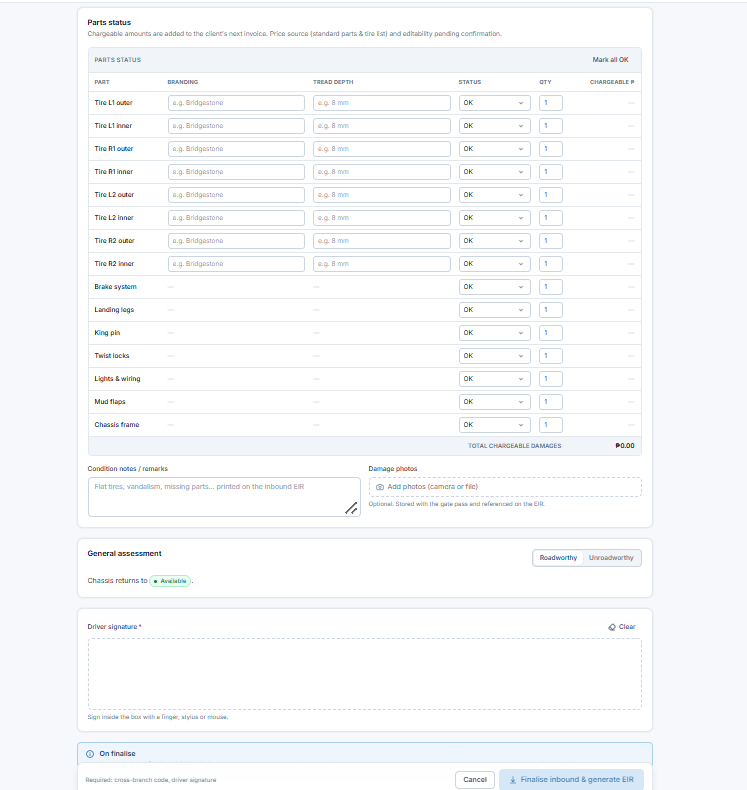 Parts status
Chargeable amounts are added to the client's next invoice. Price source (standard parts & tire list) and editability pending confirmation.
PARTS STATUS Mark all OK
PART BRANDING TREAD DEPTH STATUS QTY CHARGEABLE ₱
Tire L1 outer e.g. Bridgestone e.g. 8 mm OK 1 —
Tire L1 inner e.g. Bridgestone e.g. 8 mm OK 1 —
Tire R1 outer e.g. Bridgestone e.g. 8 mm OK 1 —
Tire R1 inner e.g. Bridgestone e.g. 8 mm OK 1 —
Tire L2 outer e.g. Bridgestone e.g. 8 mm OK 1 —
Tire L2 inner e.g. Bridgestone e.g. 8 mm OK 1 —
Tire R2 outer e.g. Bridgestone e.g. 8 mm OK 1 —
Tire R2 inner e.g. Bridgestone e.g. 8 mm OK 1 —
Brake system — — OK 1 —
Landing legs — — OK 1 —
King pin — — OK 1 —
Twist locks — — OK 1 —
Lights & wiring — — OK 1 —
Mud flaps — — OK 1 —
Chassis frame — — OK 1 —
TOTAL CHARGEABLE DAMAGES ₱0.00
Condition notes / remarks
Flat tires, vandalism, missing parts... printed on the Inbound EIR
Damage photos
Add photos (camera or file)
Optional. Stored with the gate pass and referenced on the EIR.
General assessment
Roadworthy Unroadworthy
Chassis returns to Available .
Driver signature * Clear
Sign inside the box with a finger, stylus or mouse.
On finalise
Required: cross-branch code, driver signature
Cancel Finalise inbound & generate EIR